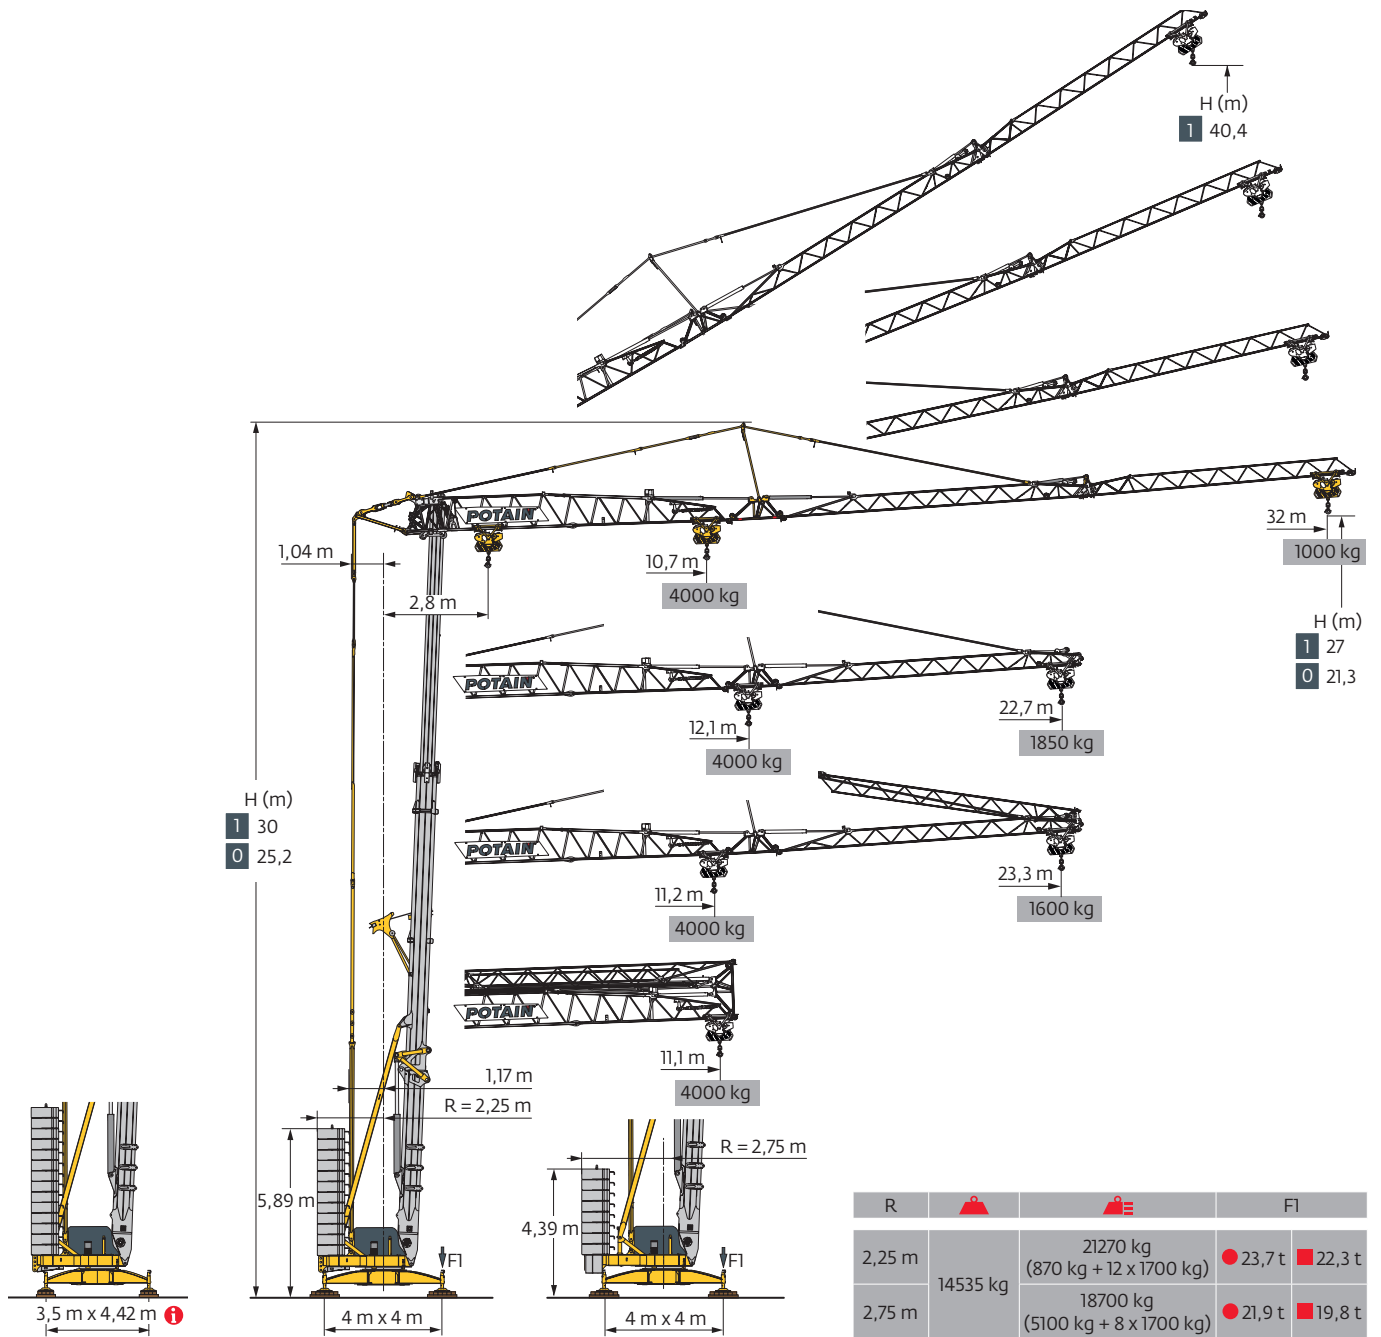 H (m)
1 40,4
POTAIN
1,04 m
2,8 m
10,7 m
4000 kg
32 m
1000 kg
H (m)
1 27
0 21,3
POTAIN
12,1 m
4000 kg
22,7 m
1850 kg
H (m)
1 30
0 25,2
POTAIN
11,2 m
4000 kg
23,3 m
1600 kg
POTAIN
11,1 m
4000 kg
1,17 m
R = 2,25 m
R = 2,75 m
5,89 m
4,39 m
F1
F1
3,5 m x 4,42 m i
4 m x 4 m
4 m x 4 m
R F1
2,25 m 14535 kg 21270 kg 23,7 t 22,3 t
(870 kg + 12 x 1700 kg)
2,75 m 18700 kg 21,9 t 19,8 t
(5100 kg + 8 x 1700 kg)